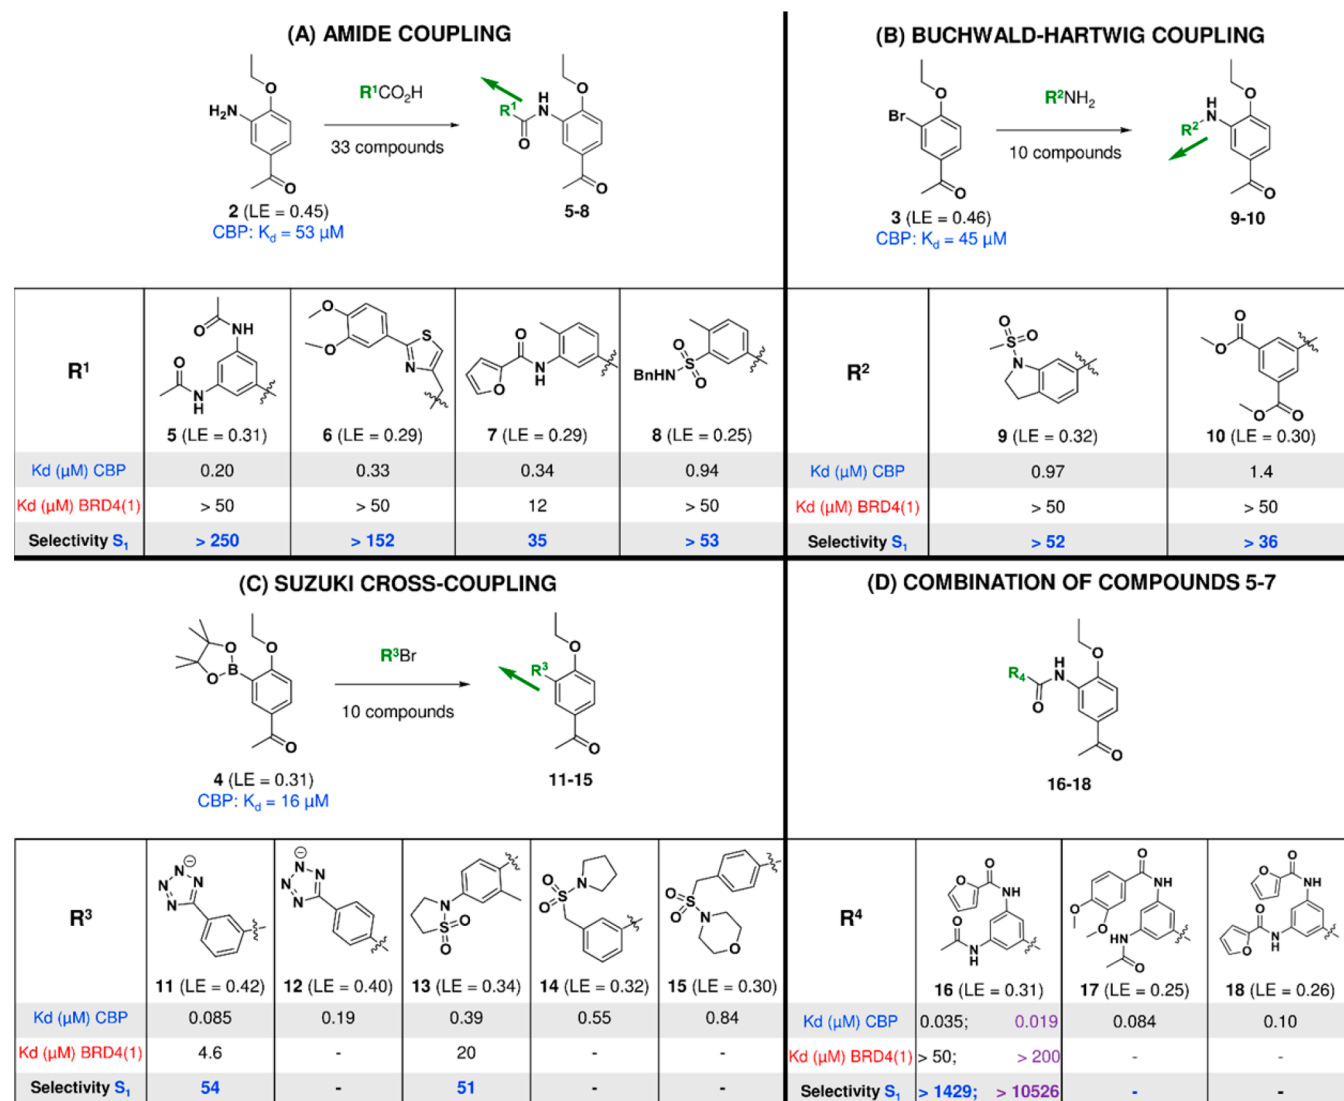 (A) AMIDE COUPLING
H₂N
O
O
R¹CO₂H
33 compounds
R¹
H
N
O
O
O
2 (LE = 0.45)
CBP: Kd = 53 µM
5-8
R¹
O
NH
O
N
H
5 (LE = 0.31)
O
O
S
N
6 (LE = 0.29)
O
N
H
O
7 (LE = 0.29)
BnHN
S
O
O
8 (LE = 0.25)
Kd (µM) CBP 0.20 0.33 0.34 0.94
Kd (µM) BRD4(1) > 50 > 50 12 > 50
Selectivity S₁ > 250 > 152 35 > 53
(B) BUCHWALD-HARTWIG COUPLING
Br
O
O
R²NH₂
10 compounds
R²
H
N
O
O
3 (LE = 0.46)
CBP: Kd = 45 µM
9-10
R²
O
S
O
N
9 (LE = 0.32)
O
O
O
O
10 (LE = 0.30)
Kd (µM) CBP 0.97 1.4
Kd (µM) BRD4(1) > 50 > 50
Selectivity S₁ > 52 > 36
(C) SUZUKI CROSS-COUPLING
O
B
O
O
O
R³Br
10 compounds
R³
O
O
4 (LE = 0.31)
CBP: Kd = 16 µM
11-15
R³
N
N
N
N
11 (LE = 0.42)
N
N
N
N
12 (LE = 0.40)
N
S
O
O
13 (LE = 0.34)
O
S
O
N
14 (LE = 0.32)
O
S
O
N
O
15 (LE = 0.30)
Kd (µM) CBP 0.085 0.19 0.39 0.55 0.84
Kd (µM) BRD4(1) 4.6 - 20 - -
Selectivity S₁ 54 - 51 - -
(D) COMBINATION OF COMPOUNDS 5-7
R₄
H
N
O
O
O
16-18
R⁴
O
O
NH
O
N
H
16 (LE = 0.31)
O
NH
O
O
HN
O
17 (LE = 0.25)
O
O
NH
O
O
N
H
18 (LE = 0.26)
Kd (µM) CBP 0.035; 0.019 0.084 0.10
Kd (µM) BRD4(1) > 50; > 200 - -
Selectivity S₁ > 1429; > 10526 - -